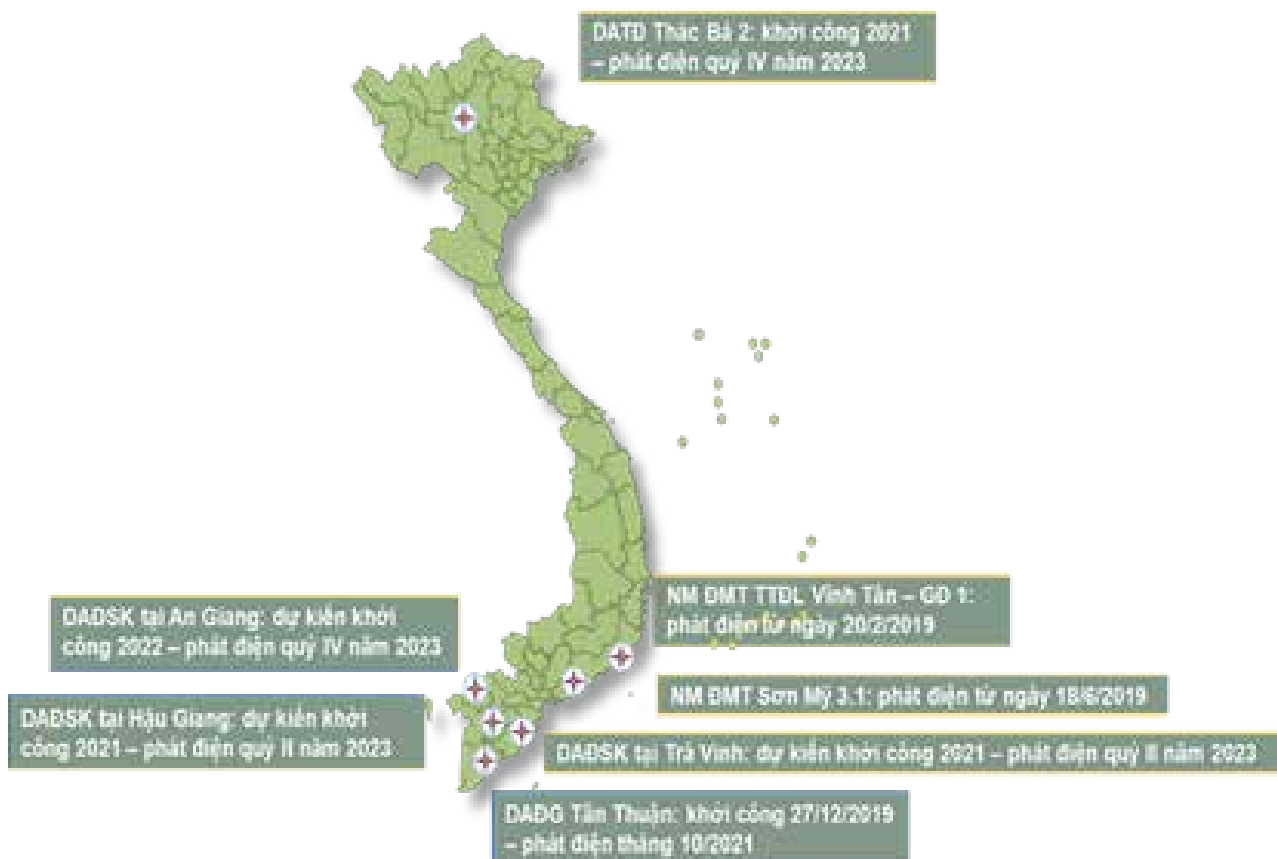 DATĐ Thác Bà 2: khởi công 2021
– phát điện quý IV năm 2023
NM ĐMT TTĐL Vĩnh Tân – GĐ 1:
phát điện từ ngày 20/2/2019
DAĐSK tại An Giang: dự kiến khởi
công 2022 – phát điện quý IV năm 2023
NM ĐMT Sơn Mỹ 3.1: phát điện từ ngày 18/6/2019
DAĐSK tại Hậu Giang: dự kiến khởi
công 2021 – phát điện quý II năm 2023
DAĐSK tại Trà Vinh: dự kiến khởi công 2021 – phát điện quý II năm 2023
DAĐG Tân Thuận: khởi công 27/12/2019
– phát điện tháng 10/2021